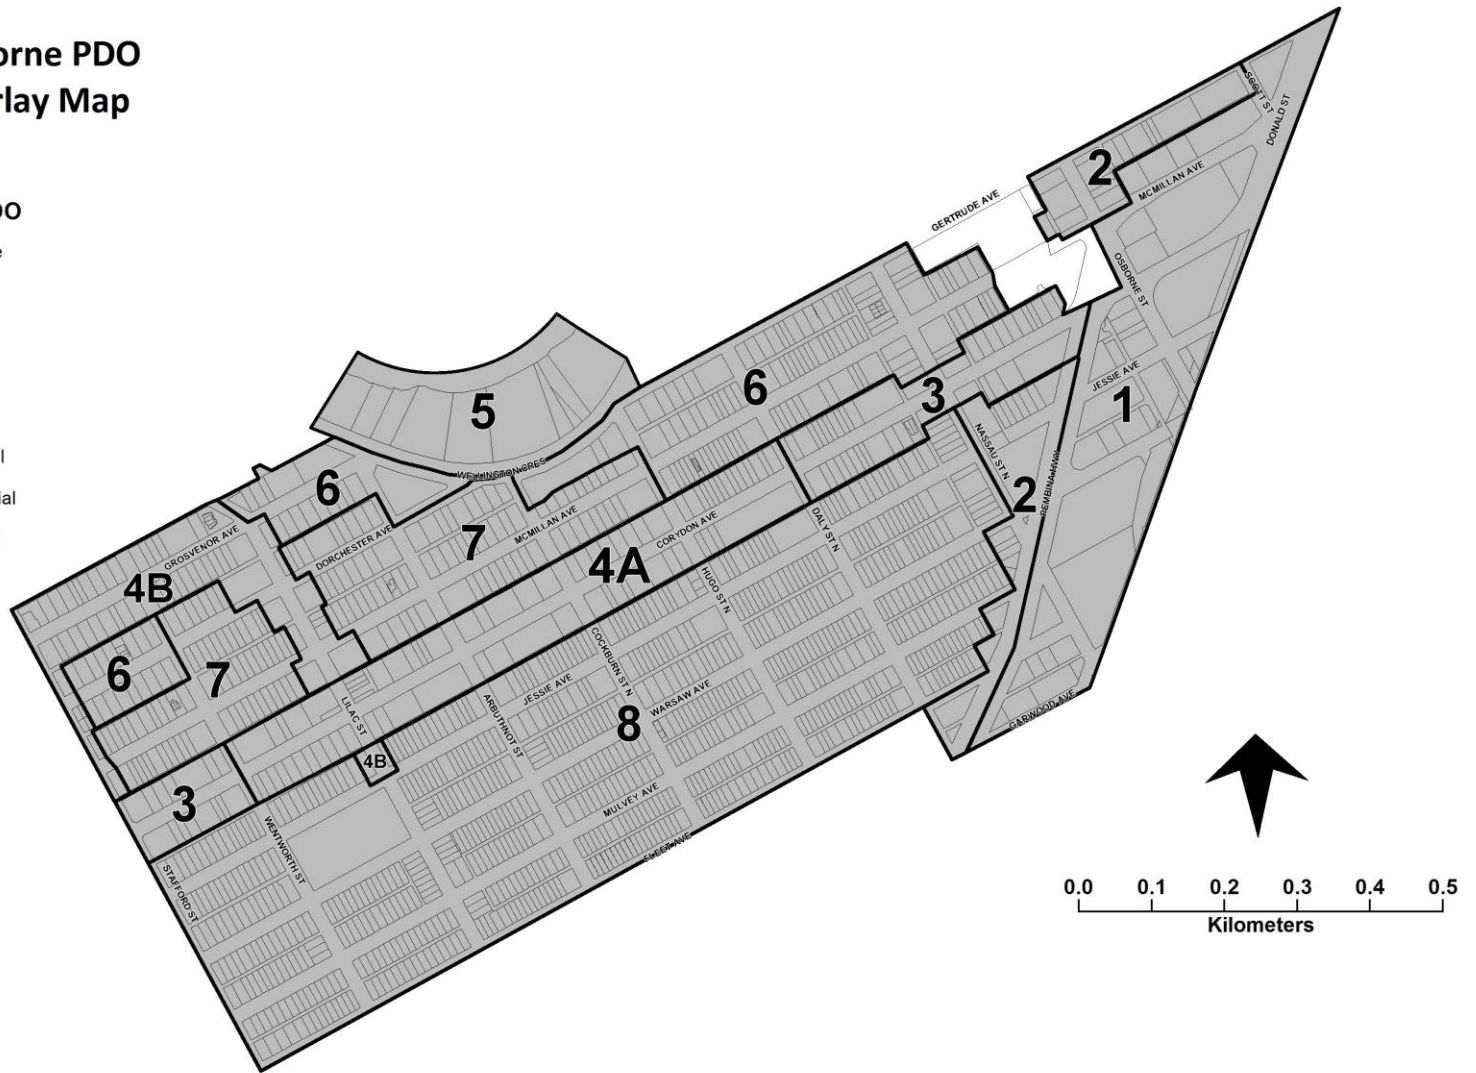 orne PDO
rlay Map
DO
e
l
ial
SCOTT ST
DONALD ST
2
MCMILLAN AVE
GERTRUDE AVE
OSBORNE ST
JESSIE AVE
1
6
3
5
NASSAU ST N
WELLINGTON CRES
6
2
PEMBINA HWY
GROSVENOR AVE
DORCHESTER AVE
7
MCMILLAN AVE
CORYDON AVE
DALY ST N
4A
4B
HUGO ST N
6
7
COCKBURN ST N
JESSIE AVE
WARSAW AVE
8
LILAC ST
ARBUTHNOT ST
GARWOOD AVE
4B
3
MULVEY AVE
WENTWORTH ST
FLEET AVE
STAFFORD ST
0.0 0.1 0.2 0.3 0.4 0.5
Kilometers